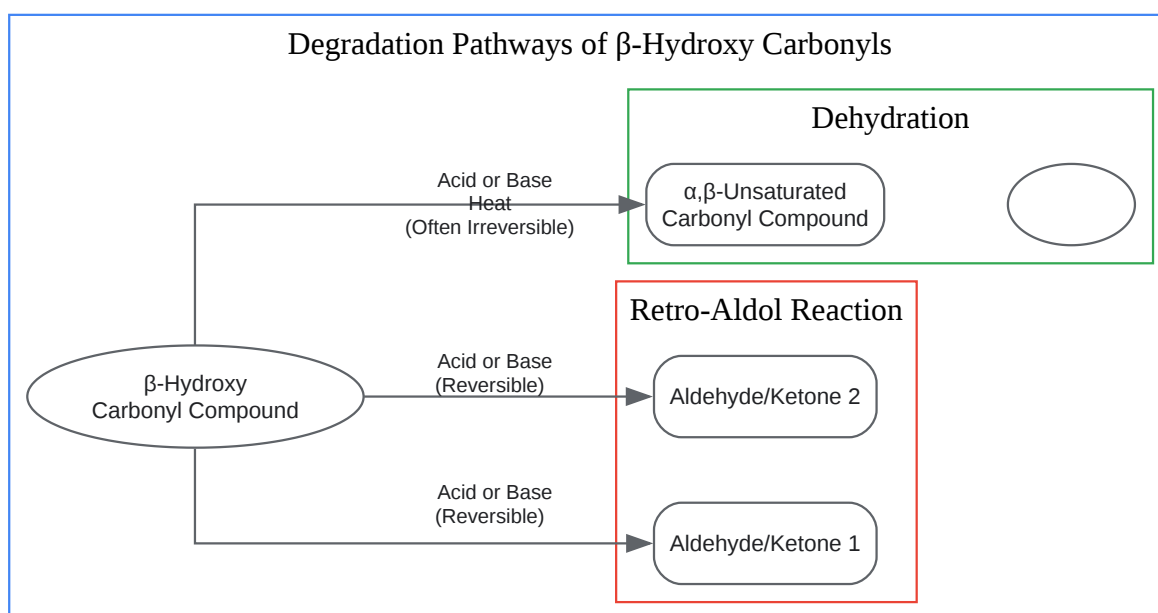 Degradation Pathways of β-Hydroxy Carbonyls
Dehydration
Acid or Base
Heat
(Often Irreversible)
α,β-Unsaturated
Carbonyl Compound
Retro-Aldol Reaction
β-Hydroxy
Carbonyl Compound
Acid or Base
(Reversible)
Aldehyde/Ketone 2
Acid or Base
(Reversible)
Aldehyde/Ketone 1